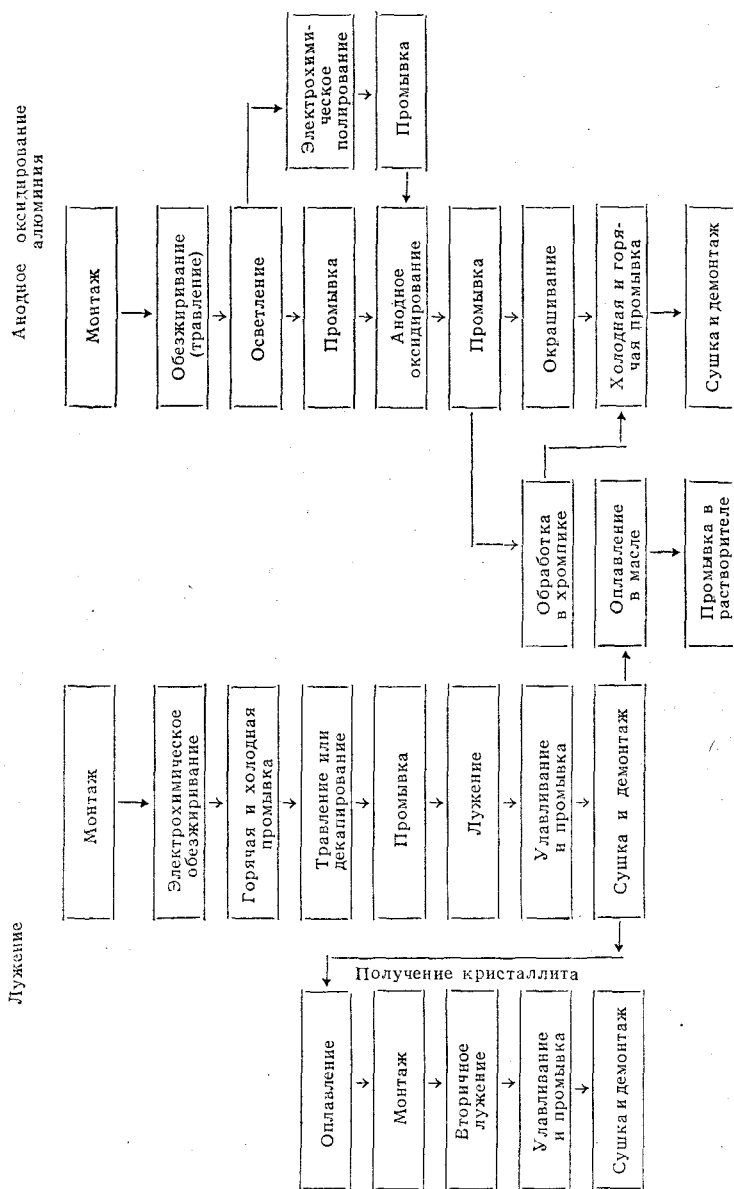 Лужение
Монтаж
Электрохимическое
обезжиривание
Горячая и холодная
промывка
Травление или
декапирование
Промывка
Лужение
Улавливание
и промывка
Сушка и демонтаж
Получение кристаллита
Оплавление
Монтаж
Вторичное
лужение
Улавливание
и промывка
Сушка и демонтаж
Оплавление
в масле
Промывка в
растворителе
Анодное оксидирование
алюминия
Монтаж
Обезжиривание
(травление)
Осветление
Промывка
Анодное
оксидирование
Промывка
Окрашивание
Холодная и горя-
чая промывка
Сушка и демонтаж
Электрохими-
ческое
полирование
Промывка
Обработка
в хромпике